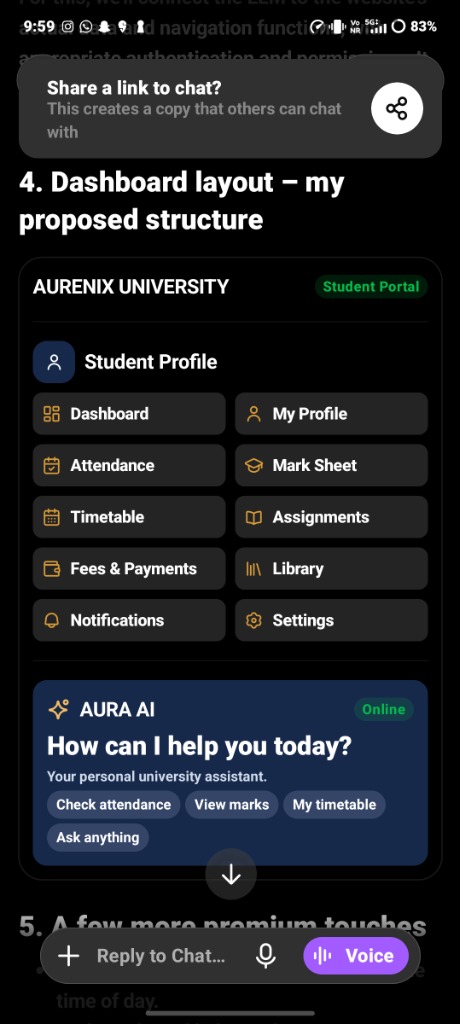 9:59
Vo
NR
5G
83%
Share a link to chat?
This creates a copy that others can chat
with
4. Dashboard layout – my
proposed structure
AURENIX UNIVERSITY
Student Portal
Student Profile
Dashboard
My Profile
Attendance
Mark Sheet
Timetable
Assignments
Fees & Payments
Library
Notifications
Settings
AURA AI
Online
How can I help you today?
Your personal university assistant.
Check attendance
View marks
My timetable
Ask anything
5. A few more premium touches
Reply to Chat...
Voice
time of day.